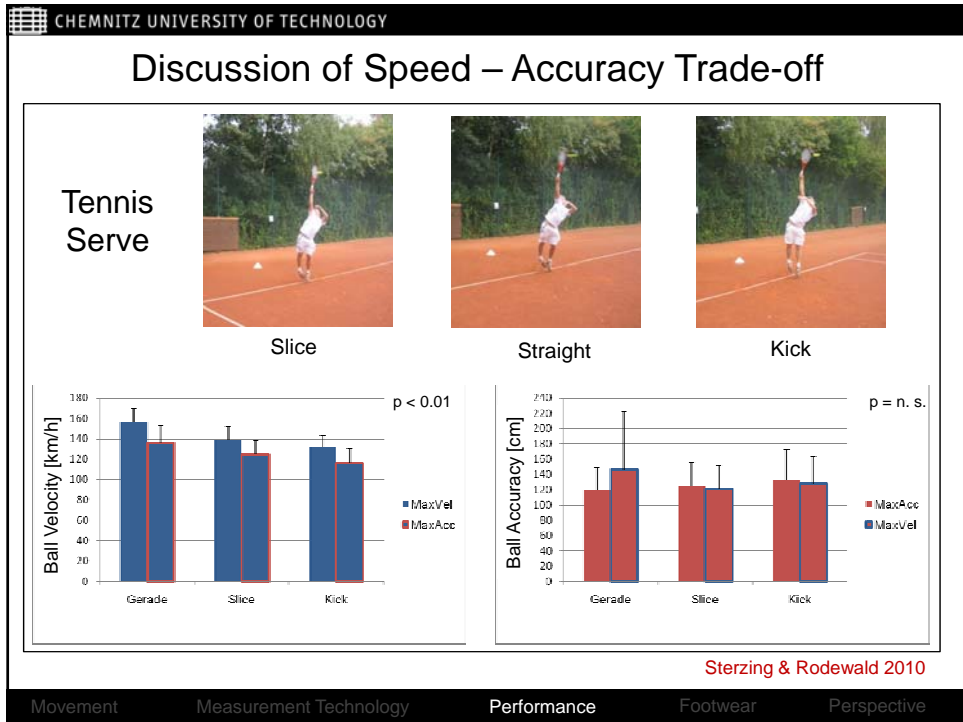 CHEMNITZ UNIVERSITY OF TECHNOLOGY
Discussion of Speed – Accuracy Trade-off
Tennis
Serve
Slice
Straight
Kick
Ball Velocity [km/h]
180
160
140
120
100
80
60
40
20
0
Gerade
Slice
Kick
MaxVel
MaxAcc
p < 0.01
Ball Accuracy [cm]
240
220
200
180
160
140
120
100
80
60
40
20
0
Gerade
Slice
Kick
MaxAcc
MaxVel
p = n. s.
Sterzing & Rodewald 2010
Movement Measurement Technology Performance Footwear Perspective